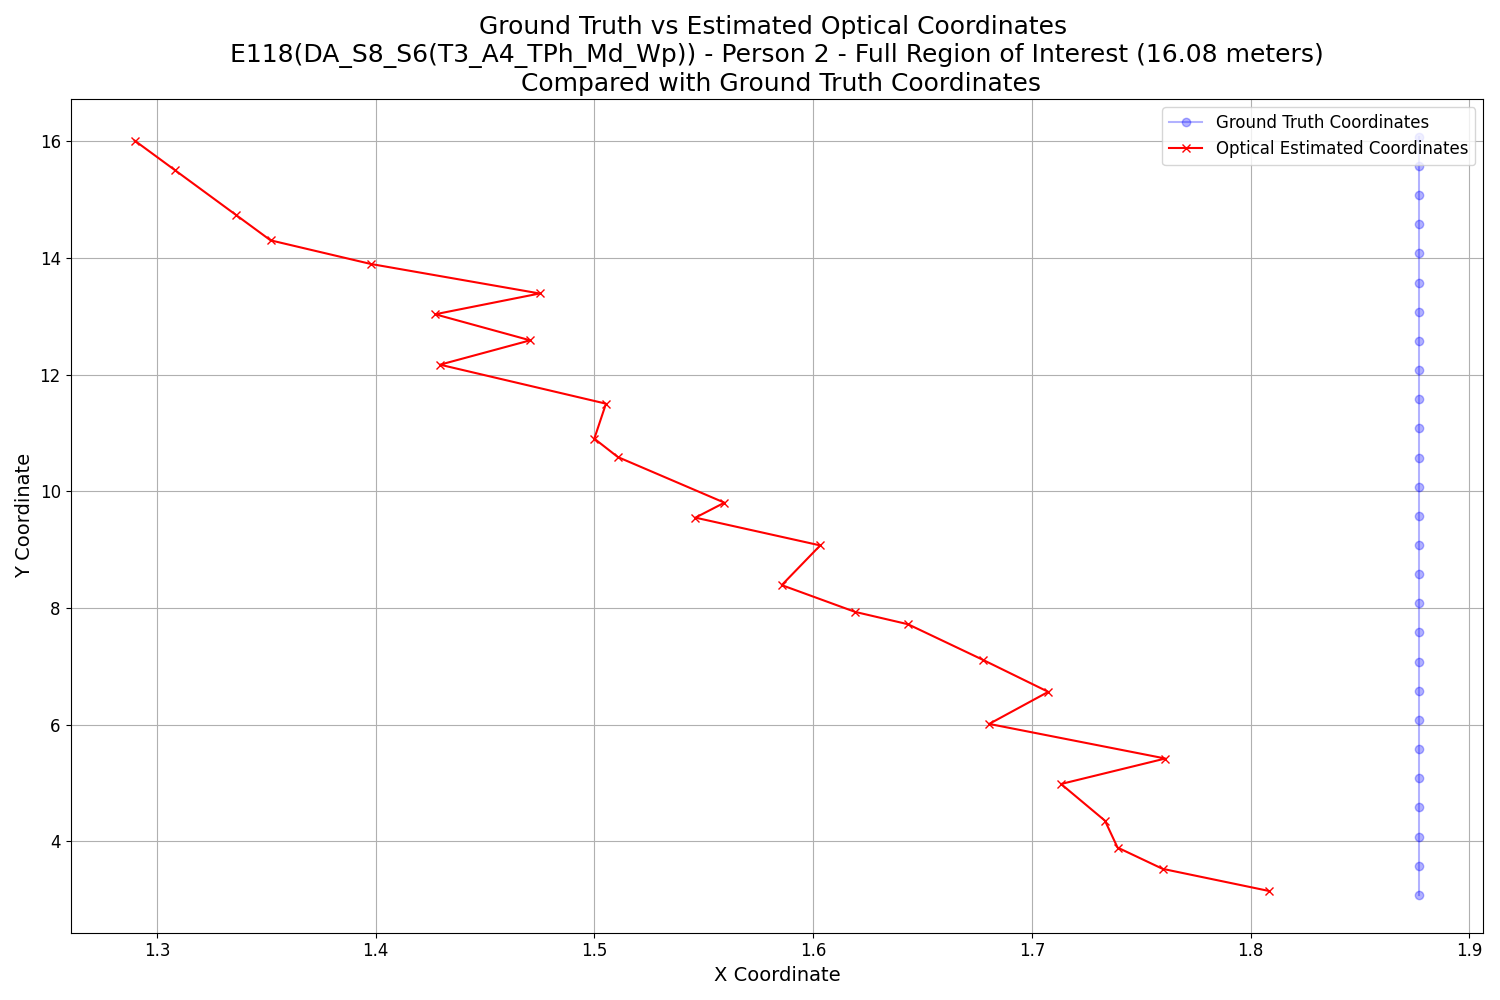 Ground Truth vs Estimated Optical Coordinates
E118(DA_S8_S6(T3_A4_TPh_Md_Wp)) - Person 2 - Full Region of Interest (16.08 meters)
Compared with Ground Truth Coordinates
Ground Truth Coordinates
Optical Estimated Coordinates
Y Coordinate
16
14
12
10
8
6
4
1.3 1.4 1.5 1.6 1.7 1.8 1.9
X Coordinate